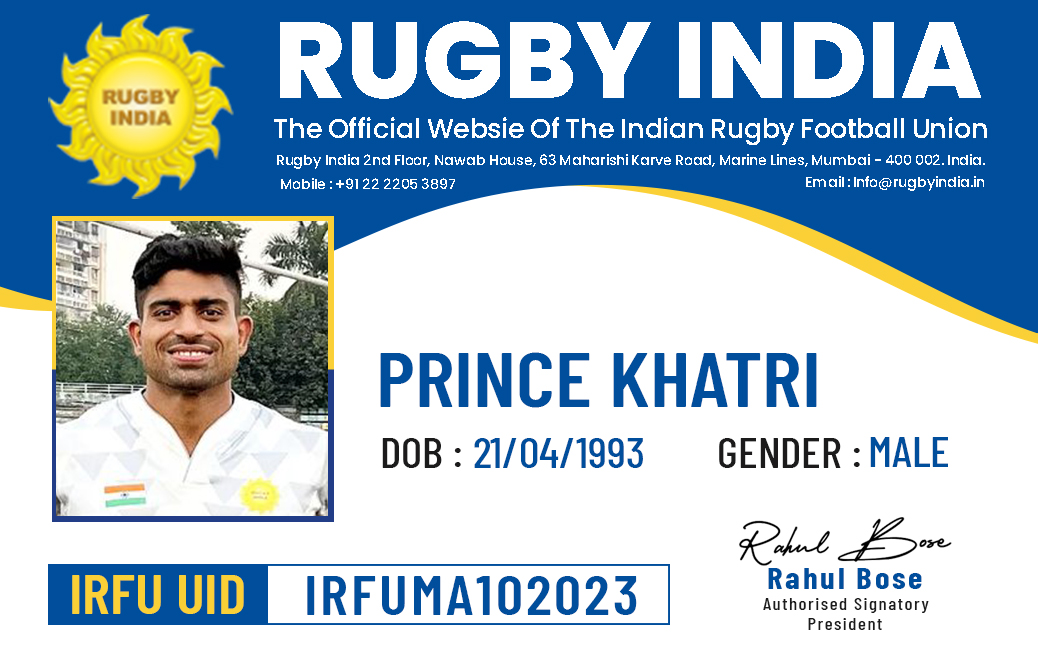 RUGBY
INDIA
RUGBY INDIA
The Official Websie Of The Indian Rugby Football Union
Rugby India 2nd Floor, Nawab House, 63 Maharishi Karve Road, Marine Lines, Mumbai - 400 002. India.
Mobile : +91 22 2205 3897
Email : Info@rugbyindia.in
PRINCE KHATRI
DOB : 21/04/1993
GENDER : MALE
Rahul Bose
Rahul Bose
Authorised Signatory
President
IRFU UID
IRFUMA102023